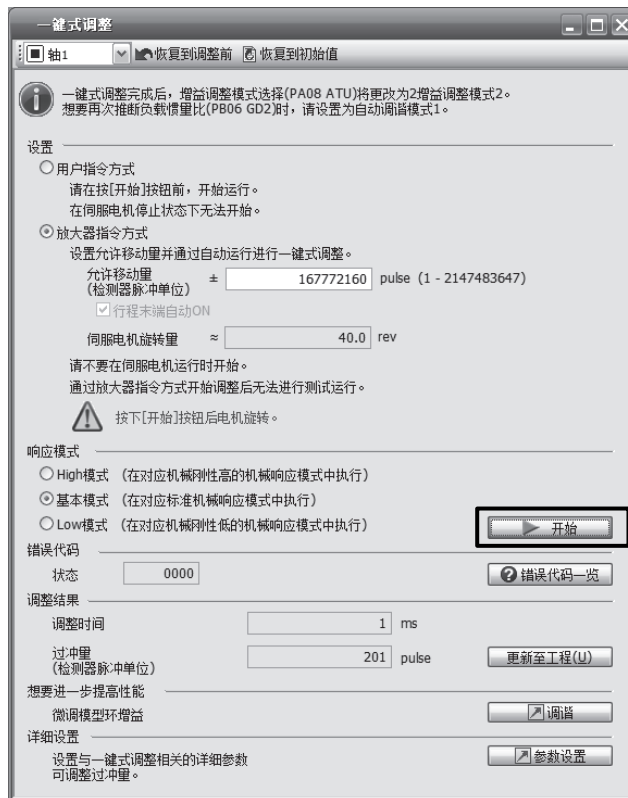 一键式调整
轴1 恢复到调整前 恢复到初始值
一键式调整完成后，增益调整模式选择(PA08 ATU)将更改为2增益调整模式2。
想要再次推断负载惯量比(PB06 GD2)时，请设置为自动调谐模式1。
设置
用户指令方式
请在按[开始]按钮前，开始运行。
在伺服电机停止状态下无法开始。
放大器指令方式
设置允许移动量并通过自动运行进行一键式调整。
允许移动量
(检测器脉冲单位) ± 167772160 pulse (1 - 2147483647)
行程末端自动ON
伺服电机旋转量 ≈ 40.0 rev
请不要在伺服电机运行时开始。
通过放大器指令方式开始调整后无法进行测试运行。
按下[开始]按钮后电机旋转。
响应模式
High模式 (在对应机械刚性高的机械响应模式中执行)
基本模式 (在对应标准机械响应模式中执行)
Low模式 (在对应机械刚性低的机械响应模式中执行) 开始
错误代码
状态 0000 错误代码一览
调整结果
调整时间 1 ms
过冲量
(检测器脉冲单位) 201 pulse 更新至工程(U)
想要进一步提高性能
微调模型环增益 调谐
详细设置
设置与一键式调整相关的详细参数 参数设置
可调整过冲量。